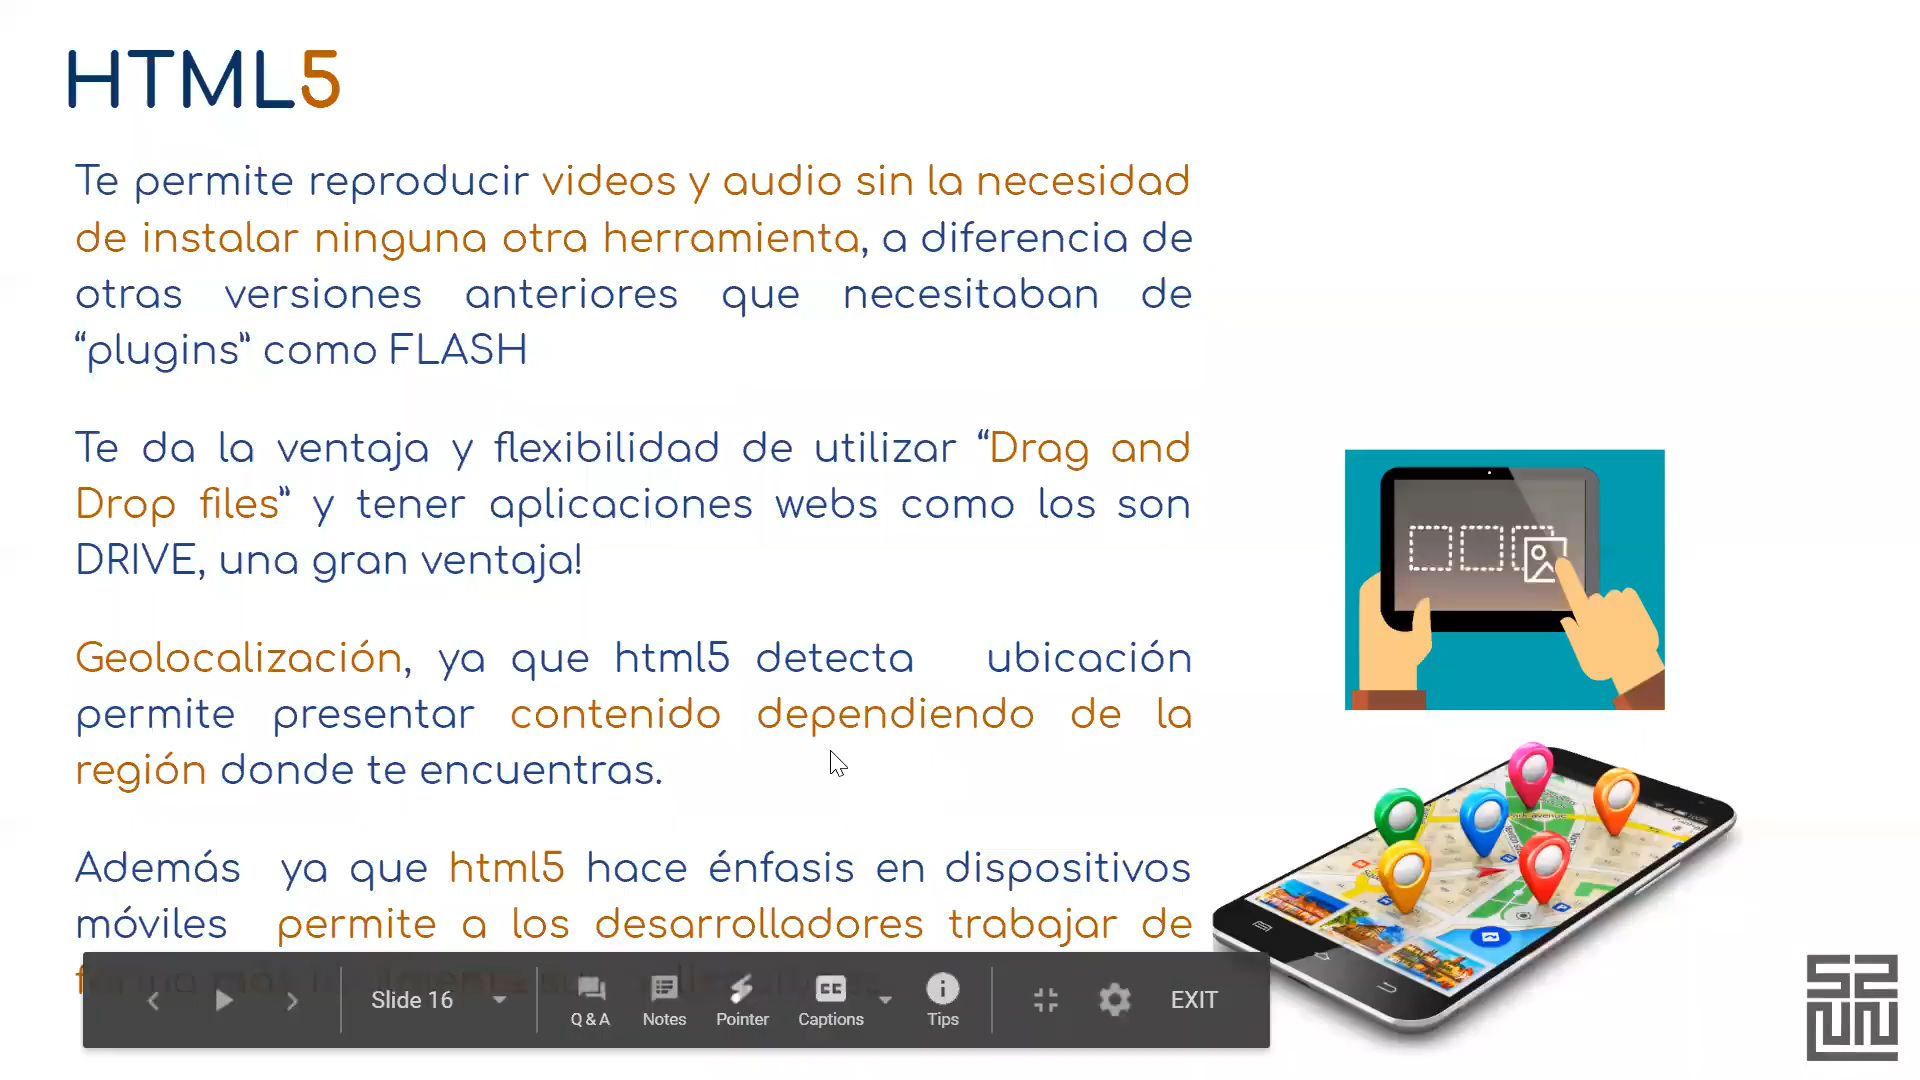 HTML5
Te permite reproducir videos y audio sin la necesidad
de instalar ninguna otra herramienta, a diferencia de
otras versiones anteriores que necesitaban de
“plugins” como FLASH
Te da la ventaja y flexibilidad de utilizar “Drag and
Drop files” y tener aplicaciones webs como los son
DRIVE, una gran ventaja!
Geolocalización, ya que html5 detecta ubicación
permite presentar contenido dependiendo de la
región donde te encuentras.
Además ya que html5 hace énfasis en dispositivos
móviles permite a los desarrolladores trabajar de
Slide 16
Q & A
Notes
Pointer
CC
Captions
Tips
EXIT